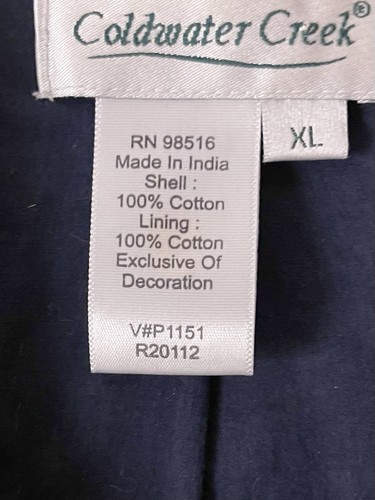 Coldwater Creek®
XL
RN 98516
Made In India
Shell :
100% Cotton
Lining :
100% Cotton
Exclusive Of
Decoration
V#P1151
R20112